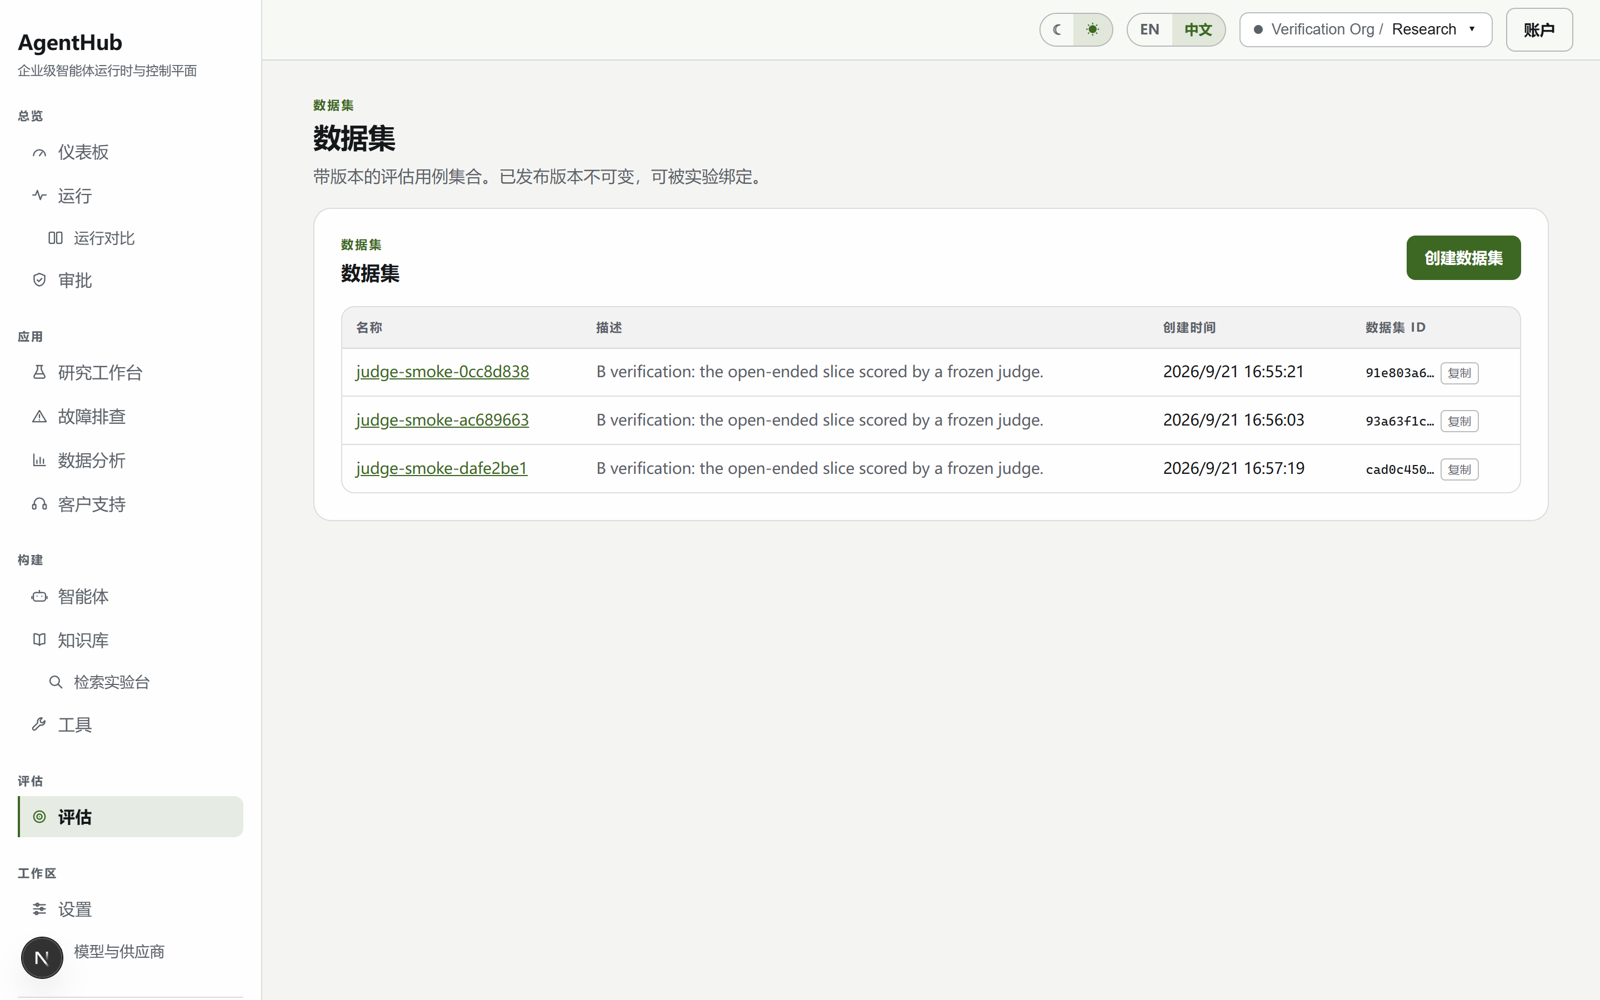 AgentHub
企业级智能体运行时与控制平面
总览
仪表板
运行
运行对比
审批
应用
研究工作台
故障排查
数据分析
客户支持
构建
智能体
知识库
检索实验台
工具
评估
评估
工作区
设置
模型与供应商
N
EN 中文
Verification Org / Research
账户
数据集
数据集
带版本的评估用例集合。已发布版本不可变，可被实验绑定。
数据集
数据集
创建数据集
名称 描述 创建时间 数据集 ID
judge-smoke-0cc8d838 B verification: the open-ended slice scored by a frozen judge. 2026/9/21 16:55:21 91e803a6… 复制
judge-smoke-ac689663 B verification: the open-ended slice scored by a frozen judge. 2026/9/21 16:56:03 93a63f1c… 复制
judge-smoke-dafe2be1 B verification: the open-ended slice scored by a frozen judge. 2026/9/21 16:57:19 cad0c450… 复制